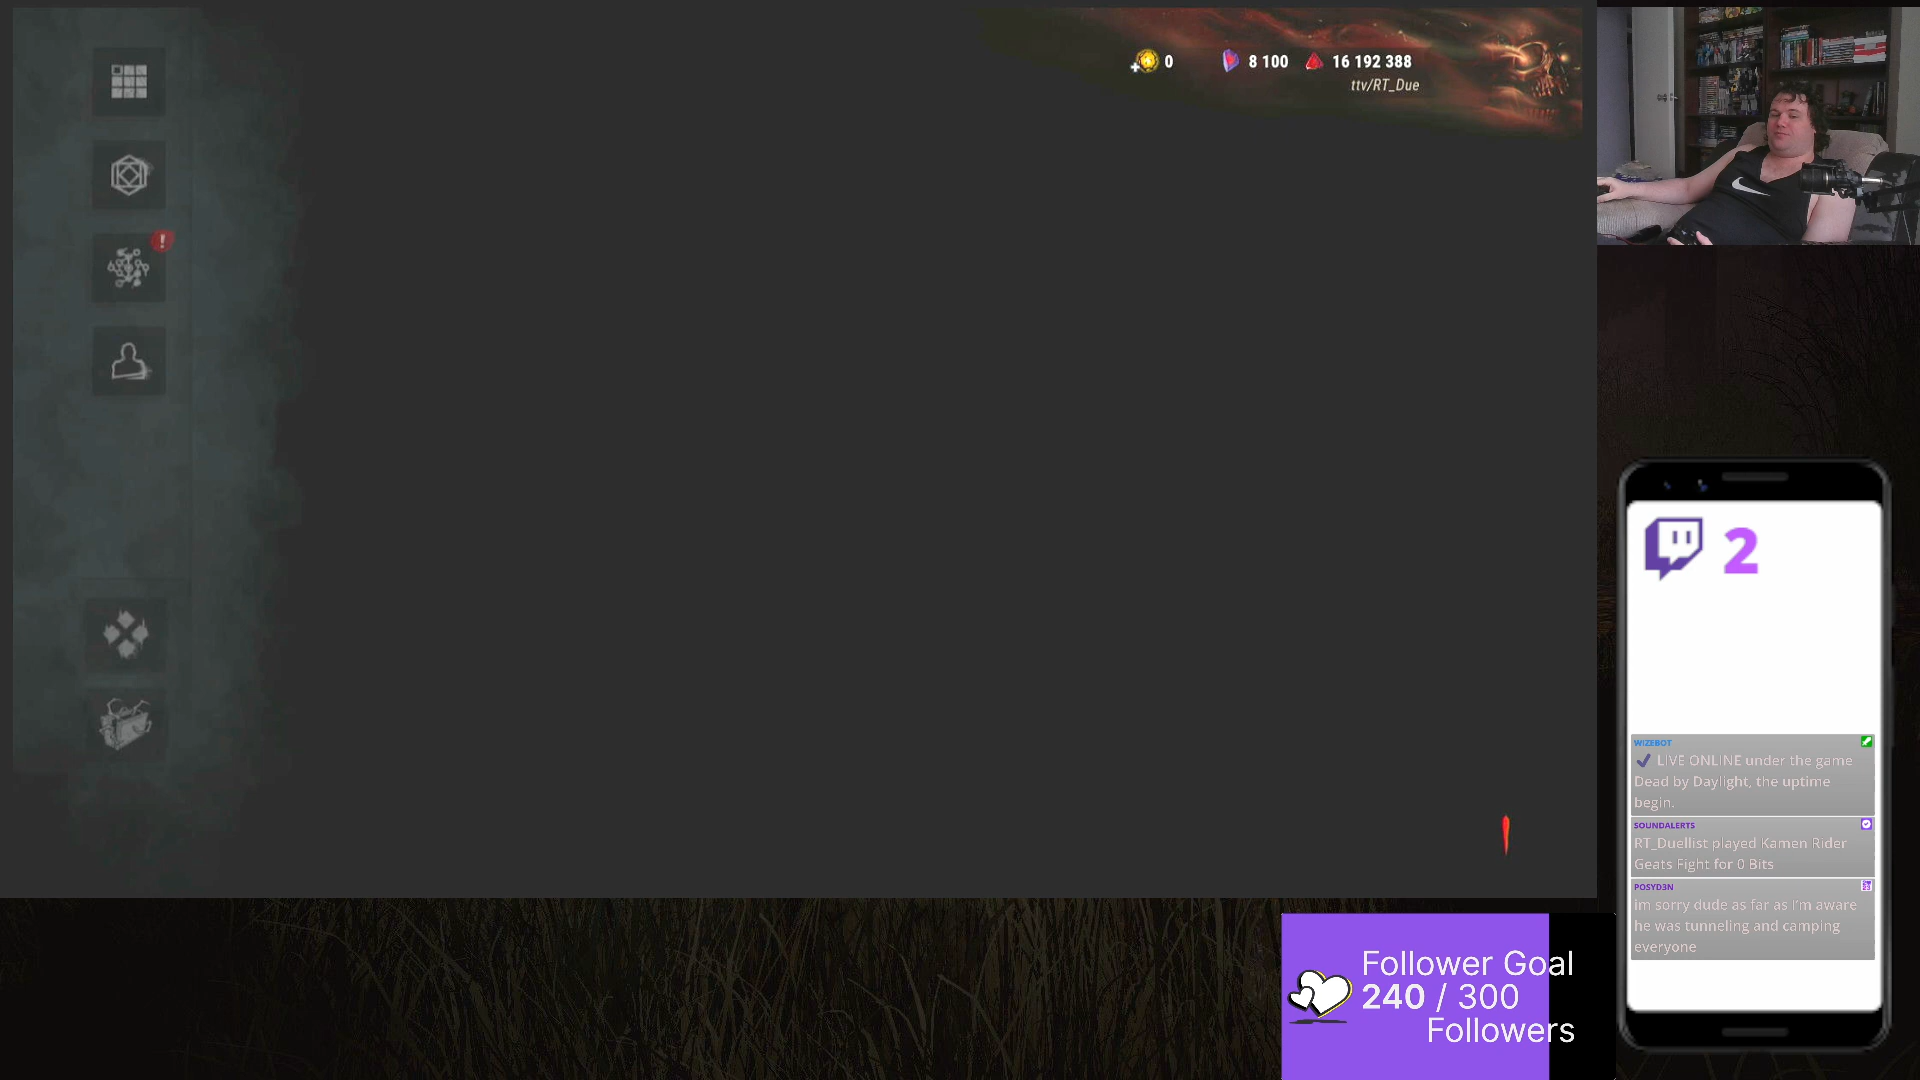 0
8 100
16 192 388
ttv/RT_Due
!
2
WIZEBOT
LIVE ONLINE under the game
Dead by Daylight, the uptime
begin.
SOUNDALERTS
RT_Duellist played Kamen Rider
Geats Fight for 0 Bits
POSYD3N
im sorry dude as far as I'm aware
he was tunneling and camping
everyone
Follower Goal
240 / 300
Followers